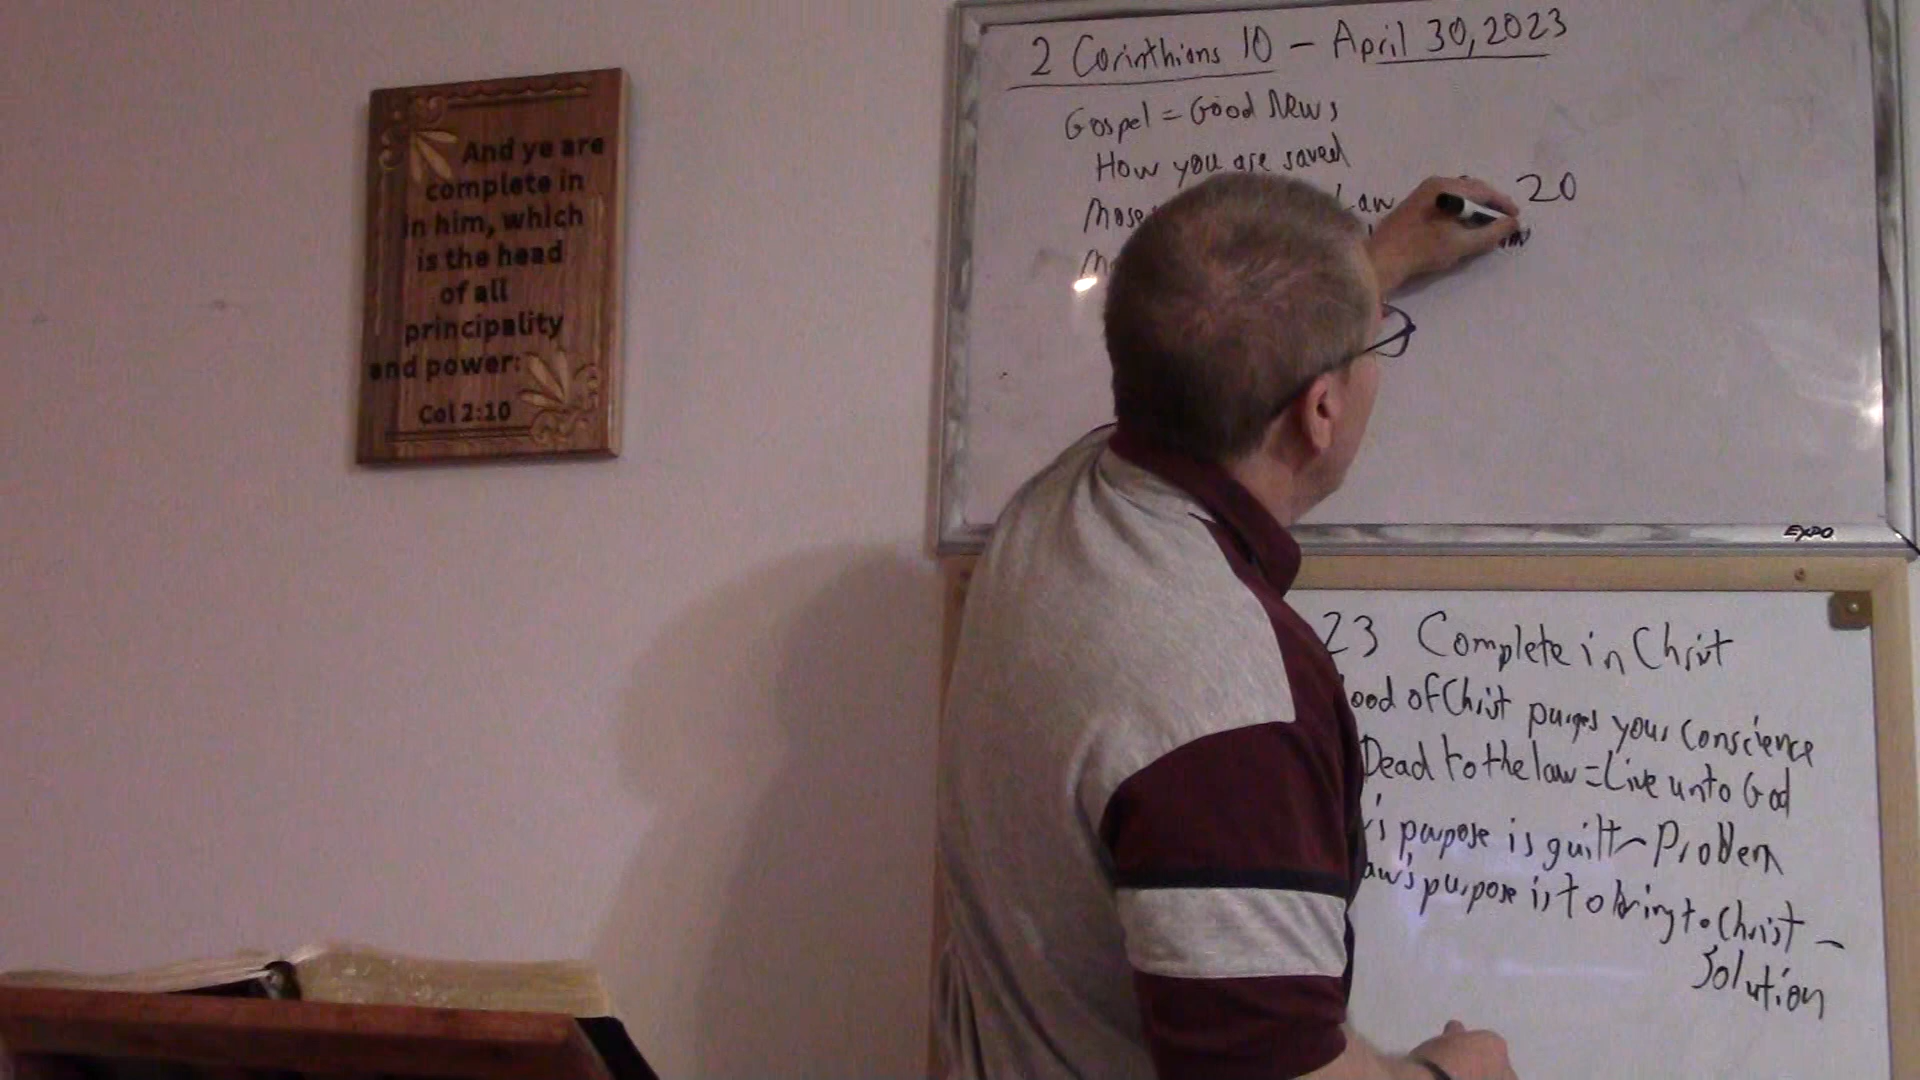 And ye are
complete in
in him, which
is the head
of all
principality
and power:
Col 2:10
2 Corinthians 10 - April 30, 2023
Gospel = Good News
How you are saved
Law 20
EXPO
23 Complete in Christ
of Christ purges your conscience
Dead to the law = Live unto God
purpose is guilt - Problem
purpose is to bring to Christ -
Solution